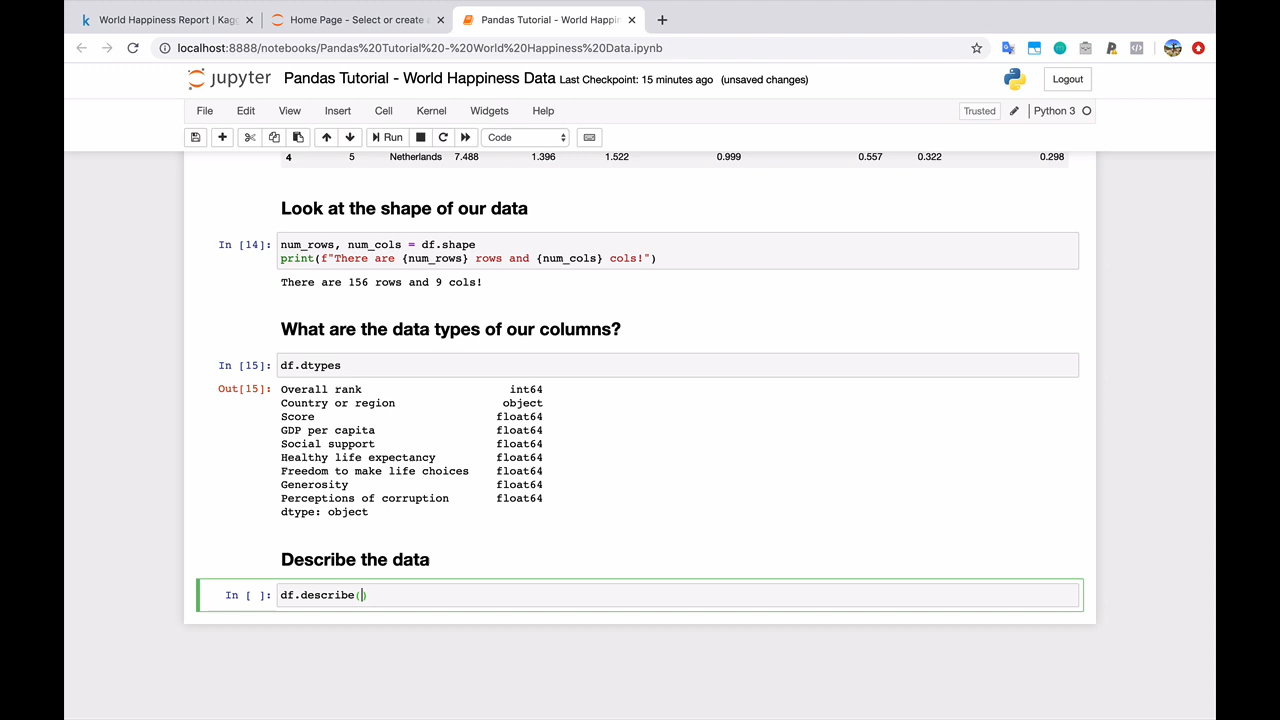 World Happiness Report | Kagg
Home Page - Select or create a
Pandas Tutorial - World Happin
localhost:8888/notebooks/Pandas%20Tutorial%20-%20World%20Happiness%20Data.ipynb
jupyter Pandas Tutorial - World Happiness Data Last Checkpoint: 15 minutes ago (unsaved changes) Logout
File Edit View Insert Cell Kernel Widgets Help Trusted Python 3
Run Code
4 5 Netherlands 7.488 1.396 1.522 0.999 0.557 0.322 0.298
Look at the shape of our data
In [14]: num_rows, num_cols = df.shape
print(f"There are {num_rows} rows and {num_cols} cols!")
There are 156 rows and 9 cols!
What are the data types of our columns?
In [15]: df.dtypes
Out[15]: Overall rank int64
Country or region object
Score float64
GDP per capita float64
Social support float64
Healthy life expectancy float64
Freedom to make life choices float64
Generosity float64
Perceptions of corruption float64
dtype: object
Describe the data
In [ ]: df.describe()